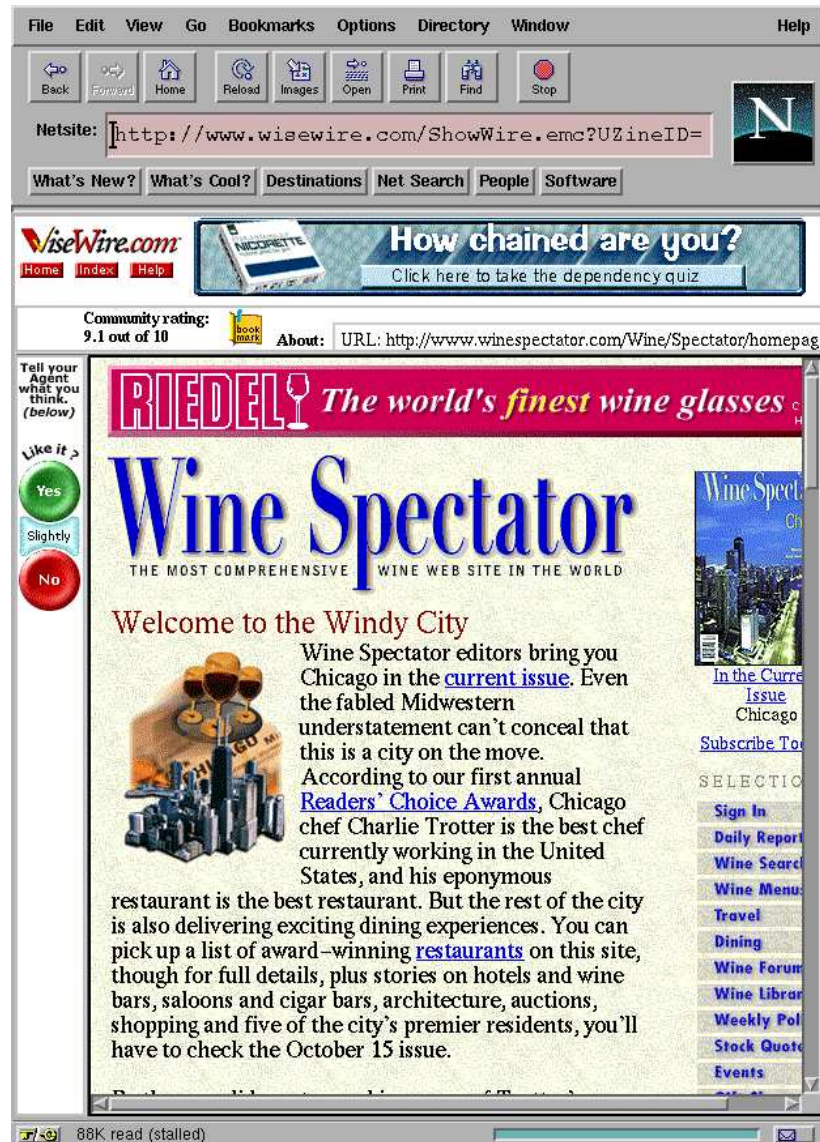 File Edit View Go Bookmarks Options Directory Window Help
Back Forward Home Reload Images Open Print Find Stop
Netsite: http://www.wisewire.com/ShowWire.emc?UZineID=
N
What's New? What's Cool? Destinations Net Search People Software
WiseWire.com
Home Index Help
NICORETTE
How chained are you?
Click here to take the dependency quiz
Community rating:
9.1 out of 10
book mark
About: URL: http://www.winespectator.com/Wine/Spectator/homepag
Tell your
Agent
what you
think.
(below)
Like it ?
Yes
Slightly
No
RIEDEL The world's finest wine glasses
Wine Spectator
THE MOST COMPREHENSIVE WINE WEB SITE IN THE WORLD
Welcome to the Windy City
Wine Spectator editors bring you
Chicago in the current issue. Even
the fabled Midwestern
understatement can't conceal that
this is a city on the move.
According to our first annual
Readers' Choice Awards, Chicago
chef Charlie Trotter is the best chef
currently working in the United
States, and his eponymous
restaurant is the best restaurant. But the rest of the city
is also delivering exciting dining experiences. You can
pick up a list of award-winning restaurants on this site,
though for full details, plus stories on hotels and wine
bars, saloons and cigar bars, architecture, auctions,
shopping and five of the city's premier residents, you'll
have to check the October 15 issue.
CHICAGO
Wine Spect
In the Curre
Issue
Chicago
Subscribe To
SELECTIO
Sign In
Daily Report
Wine Searc
Wine Menu
Travel
Dining
Wine Forum
Wine Librar
Weekly Pol
Stock Quote
Events
88K read (stalled)